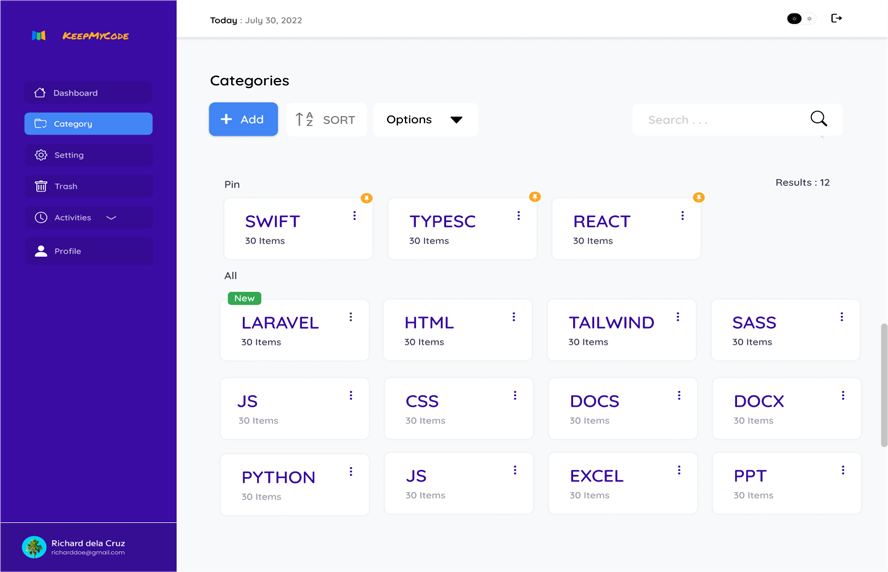 KeepMyCode
Today : July 30, 2022
Dashboard
Category
Setting
Trash
Activities
Profile
Richard dela Cruz
richarddoe@gmail.com
Categories
Add
A Z SORT
Options
Search . . .
Pin
Results : 12
SWIFT
30 Items
TYPESC
30 Items
REACT
30 Items
All
New
LARAVEL
30 Items
HTML
30 Items
TAILWIND
30 Items
SASS
30 Items
JS
30 Items
CSS
30 Items
DOCS
30 Items
DOCX
30 Items
PYTHON
30 Items
JS
30 Items
EXCEL
30 Items
PPT
30 Items